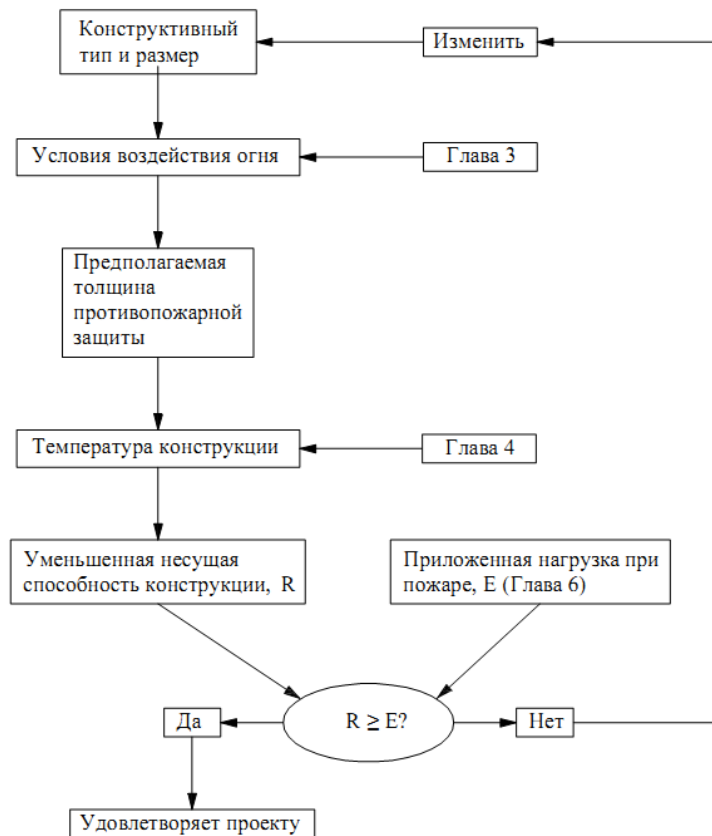 Конструктивный
тип и размер
Изменить
Условия воздействия огня
Глава 3
Предполагаемая
толщина
противопожарной
защиты
Температура конструкции
Глава 4
Уменьшенная несущая
способность конструкции, R
Приложенная нагрузка при
пожаре, E (Глава 6)
Да
R ≥ E?
Нет
Удовлетворяет проекту